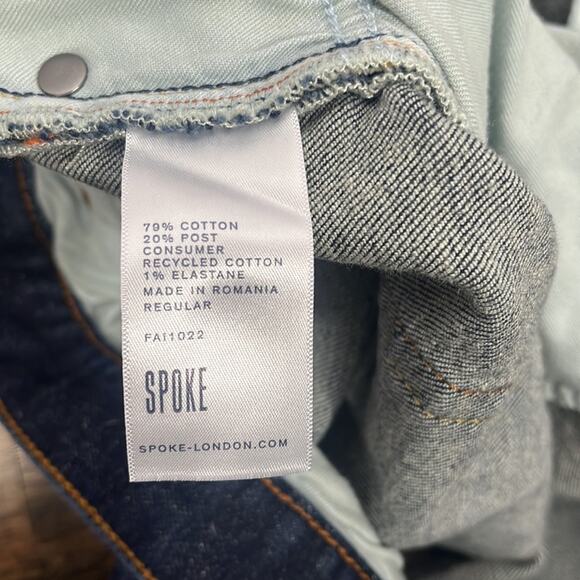 79% COTTON
20% POST
CONSUMER
RECYCLED COTTON
1% ELASTANE
MADE IN ROMANIA
REGULAR
FAI1022
SPOKE
SPOKE-LONDON.COM